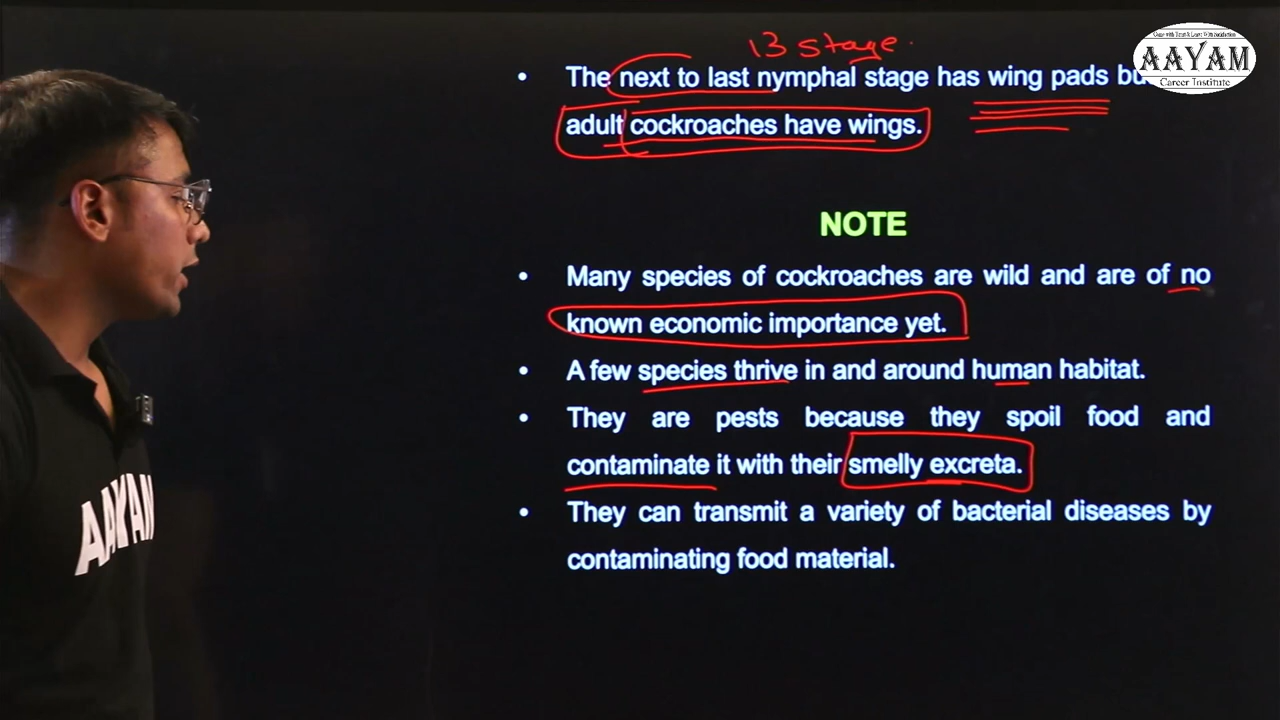 13 stage.
AAYAM
Career Institute
• The next to last nymphal stage has wing pads
adult cockroaches have wings.
NOTE
• Many species of cockroaches are wild and are of no
known economic importance yet.
• A few species thrive in and around human habitat.
• They are pests because they spoil food and
contaminate it with their smelly excreta.
• They can transmit a variety of bacterial diseases by
contaminating food material.
AAYAM